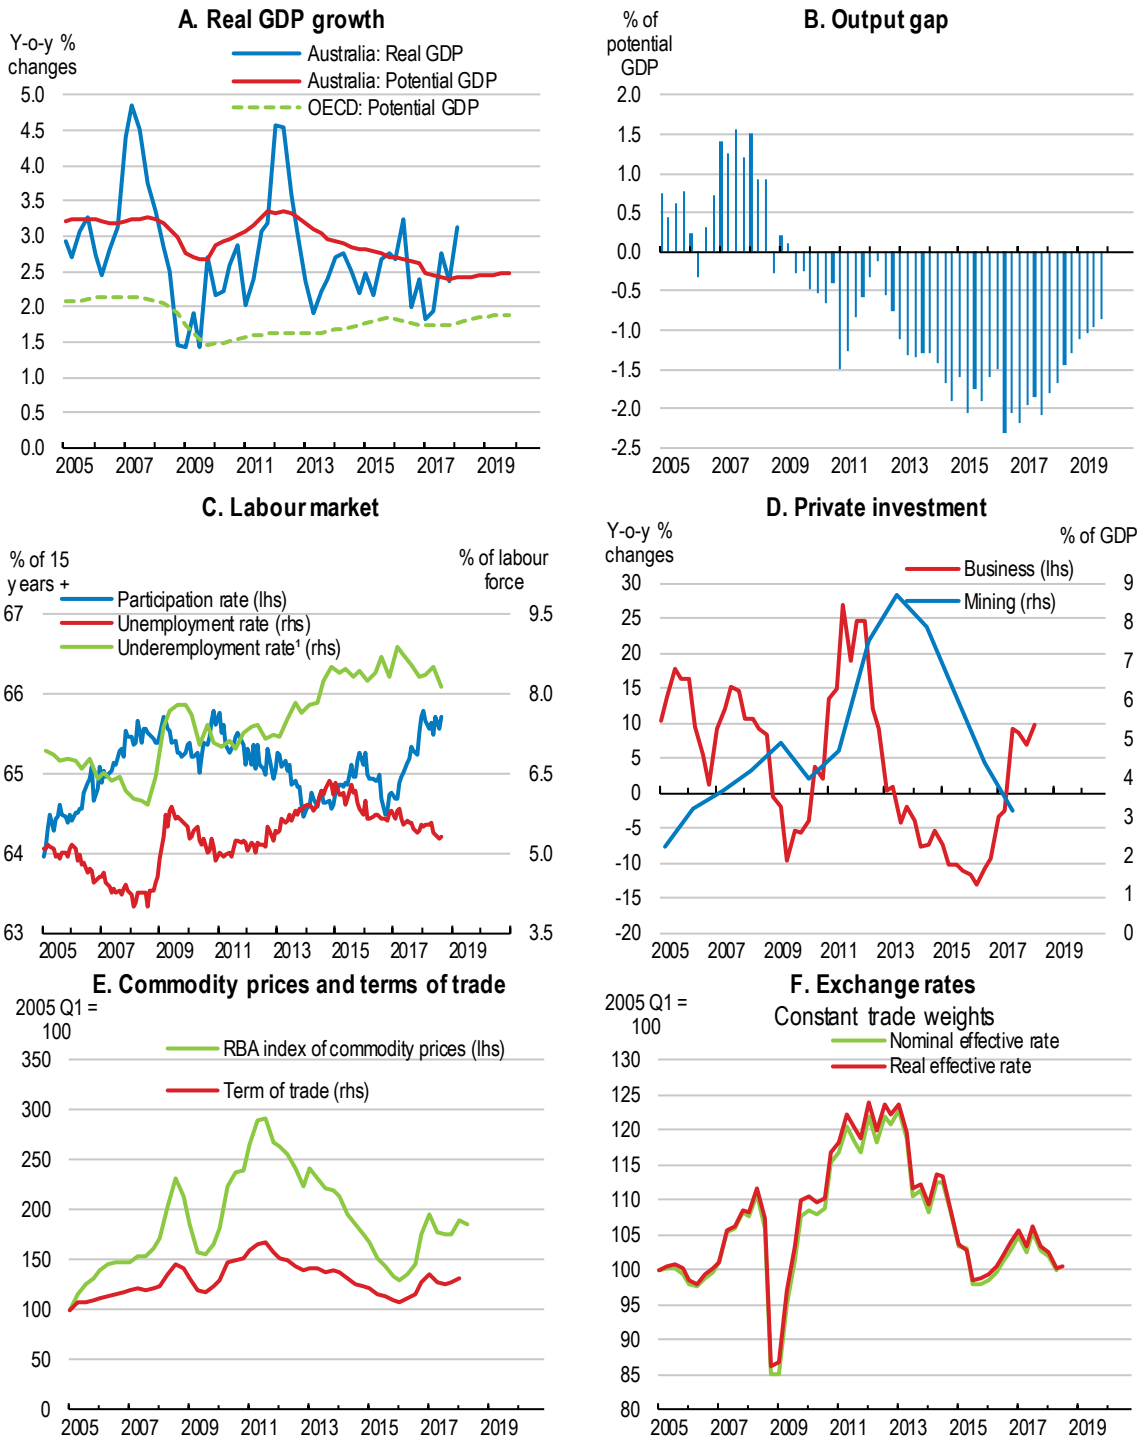 A. Real GDP growth
Y-o-y %
changes
Australia: Real GDP
Australia: Potential GDP
OECD: Potential GDP
5.0
4.5
4.0
3.5
3.0
2.5
2.0
1.5
1.0
0.5
0.0
2005 2007 2009 2011 2013 2015 2017 2019
B. Output gap
% of
potential
GDP
2.0
1.5
1.0
0.5
0.0
-0.5
-1.0
-1.5
-2.0
-2.5
2005 2007 2009 2011 2013 2015 2017 2019
C. Labour market
% of 15
years +
% of labour
force
Participation rate (lhs)
Unemployment rate (rhs)
Underemployment rate¹ (rhs)
67
66
65
64
63
9.5
8.0
6.5
5.0
3.5
2005 2007 2009 2011 2013 2015 2017 2019
D. Private investment
Y-o-y %
changes
% of GDP
Business (lhs)
Mining (rhs)
30
25
20
15
10
5
0
-5
-10
-15
-20
9
8
7
6
5
4
3
2
1
0
2005 2007 2009 2011 2013 2015 2017 2019
E. Commodity prices and terms of trade
2005 Q1 =
100
RBA index of commodity prices (lhs)
Term of trade (rhs)
350
300
250
200
150
100
50
0
2005 2007 2009 2011 2013 2015 2017 2019
F. Exchange rates
Constant trade weights
2005 Q1 =
100
Nominal effective rate
Real effective rate
130
125
120
115
110
105
100
95
90
85
80
2005 2007 2009 2011 2013 2015 2017 2019